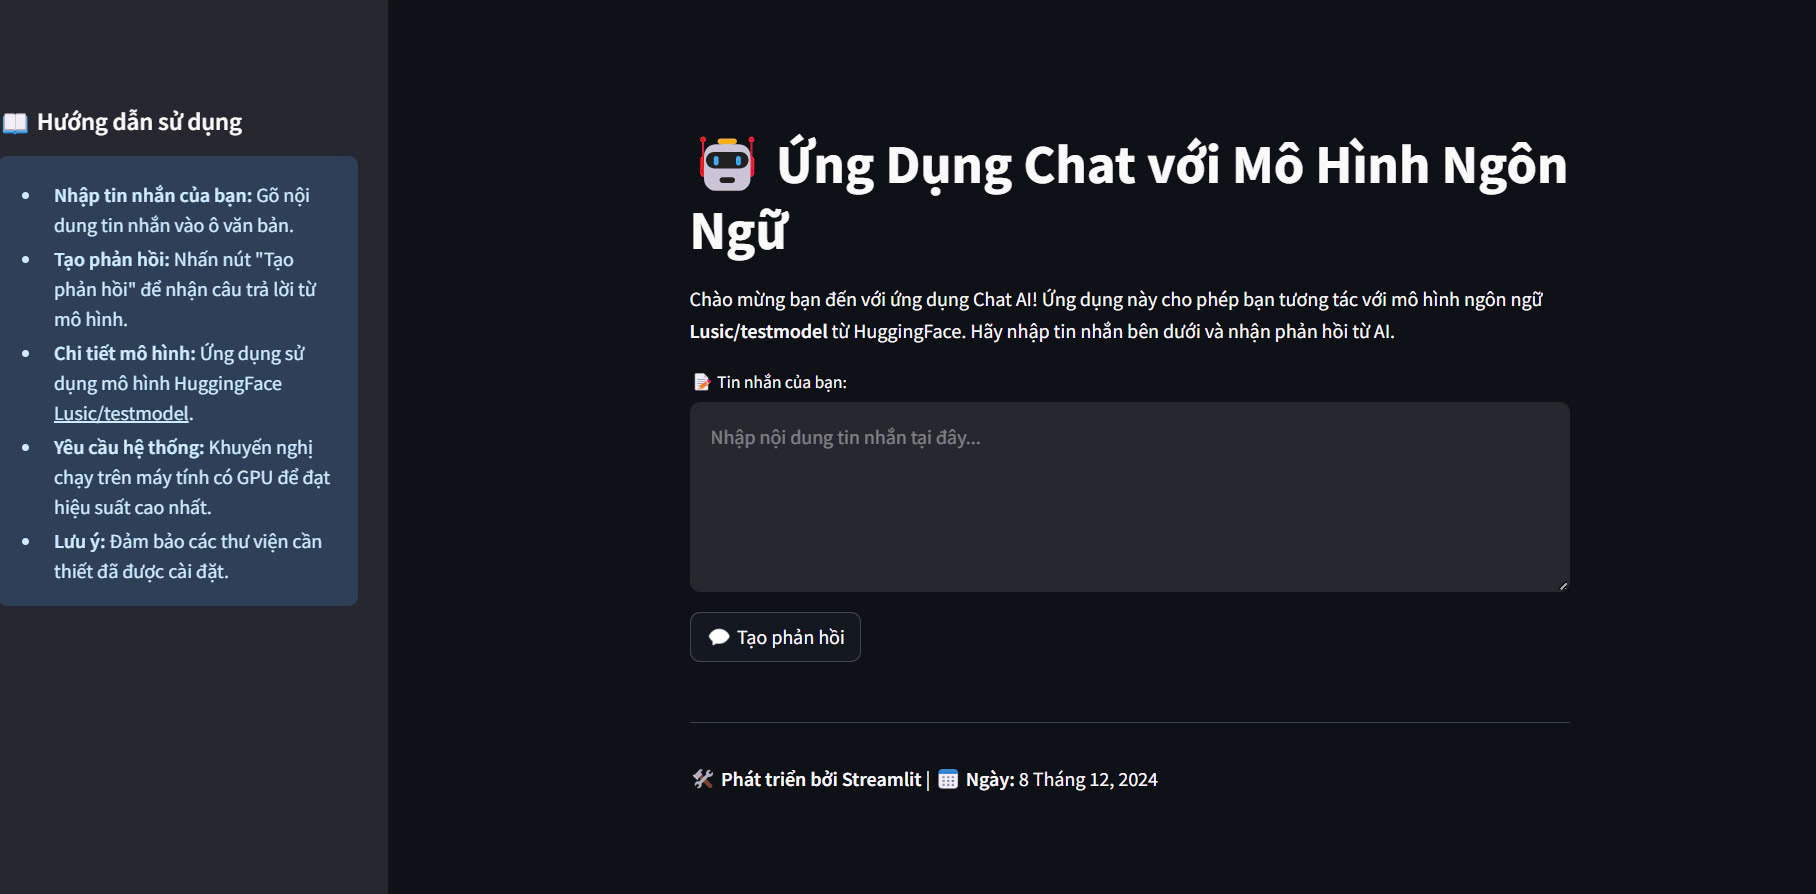 📖 Hướng dẫn sử dụng
• Nhập tin nhắn của bạn: Gõ nội
dung tin nhắn vào ô văn bản.
• Tạo phản hồi: Nhấn nút "Tạo
phản hồi" để nhận câu trả lời từ
mô hình.
• Chi tiết mô hình: Ứng dụng sử
dụng mô hình HuggingFace
Lusic/testmodel.
• Yêu cầu hệ thống: Khuyến nghị
chạy trên máy tính có GPU để đạt
hiệu suất cao nhất.
• Lưu ý: Đảm bảo các thư viện cần
thiết đã được cài đặt.
🤖 Ứng Dụng Chat với Mô Hình Ngôn
Ngữ
Chào mừng bạn đến với ứng dụng Chat AI! Ứng dụng này cho phép bạn tương tác với mô hình ngôn ngữ
Lusic/testmodel từ HuggingFace. Hãy nhập tin nhắn bên dưới và nhận phản hồi từ AI.
📝 Tin nhắn của bạn:
Nhập nội dung tin nhắn tại đây...
💬 Tạo phản hồi
🛠️ Phát triển bởi Streamlit | 📅 Ngày: 8 Tháng 12, 2024